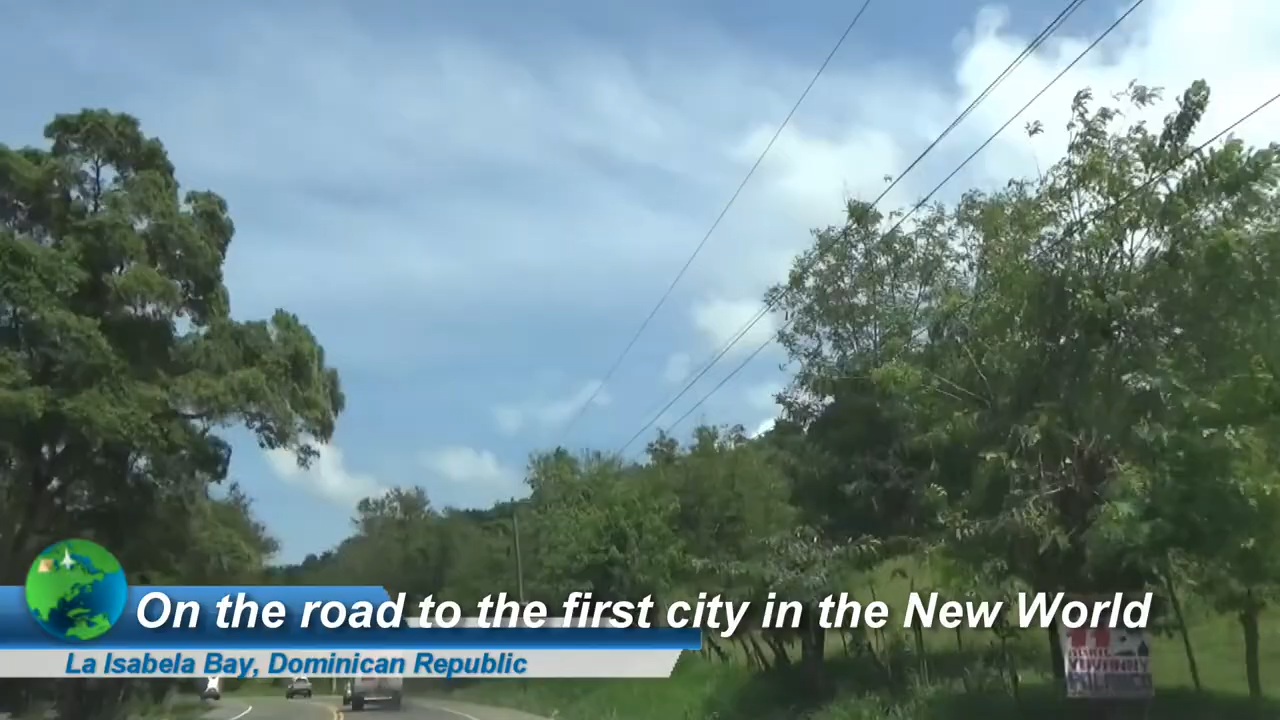 On the road to the first city in the New World
La Isabela Bay, Dominican Republic